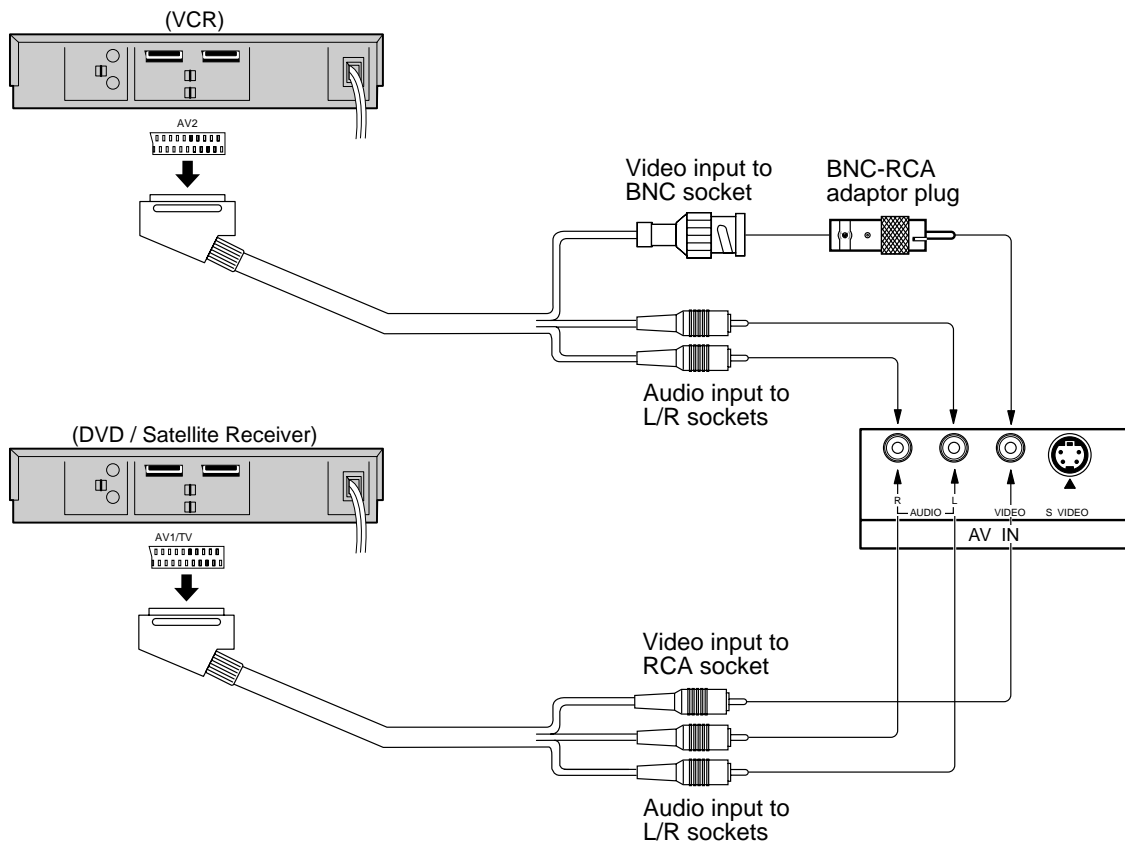 (VCR)
AV2
Video input to
BNC socket
BNC-RCA
adaptor plug
Audio input to
L/R sockets
(DVD / Satellite Receiver)
AV1/TV
R
AUDIO
L
VIDEO
S VIDEO
AV IN
Video input to
RCA socket
Audio input to
L/R sockets